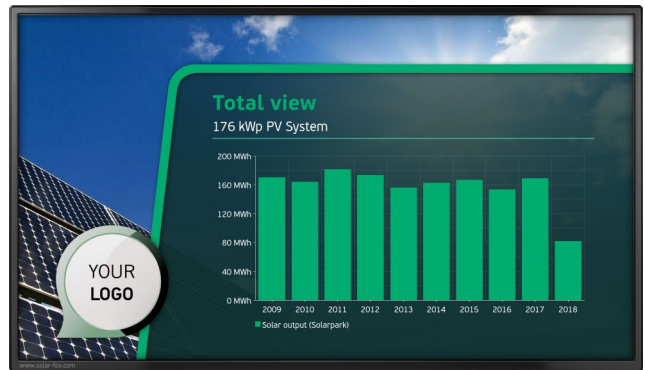 Total view
176 kWp PV System
200 MWh
160 MWh
120 MWh
80 MWh
40 MWh
0 MWh
2009 2010 2011 2012 2013 2014 2015 2016 2017 2018
Solar output (Solarpark)
YOUR
LOGO
www.solar-fox.com